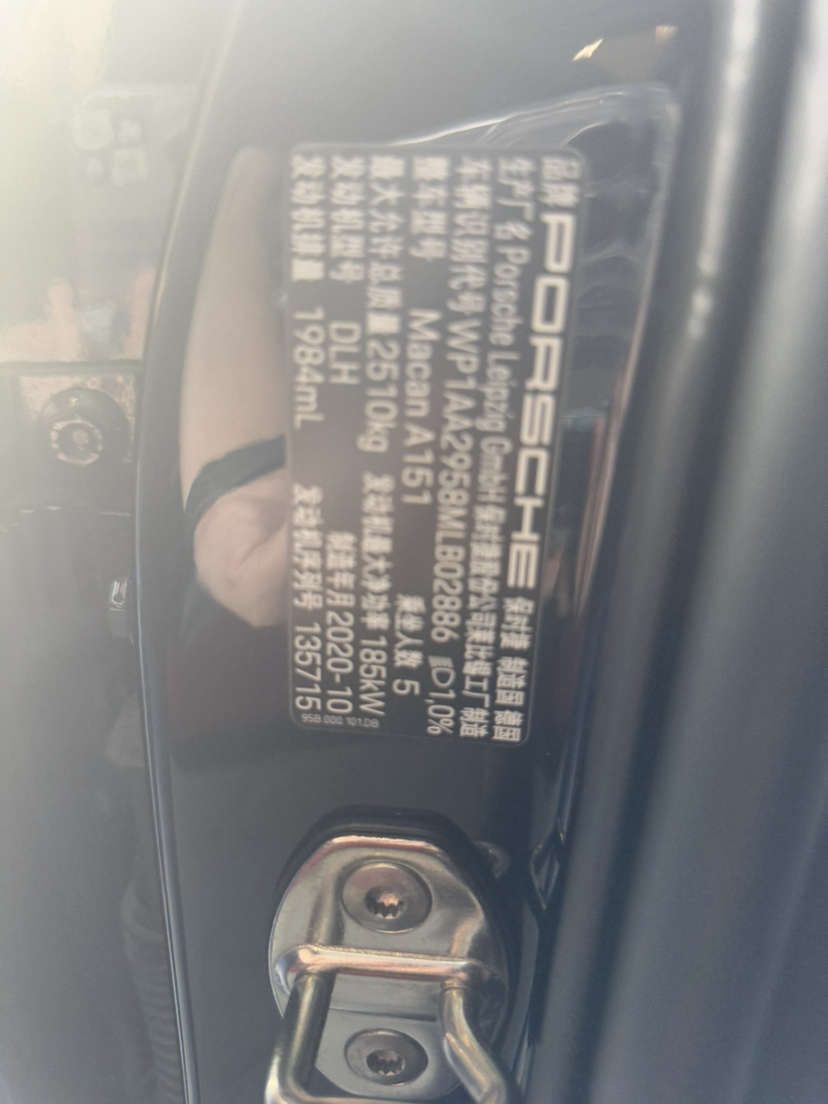 品牌 PORSCHE 保时捷 制造国 德国
生产厂名 Porsche Leipzig GmbH 保时捷股份公司莱比锡工厂制造
车辆识别代号 WP1AA2958MLB02886 1,0%
整车型号 Macan A151 乘坐人数 5
最大允许总质量 2510kg 发动机最大净功率 185kW
发动机型号 DLH 制造年月 2020-10
发动机排量 1984mL 发动机序列号 135715
95B.000.101.DB